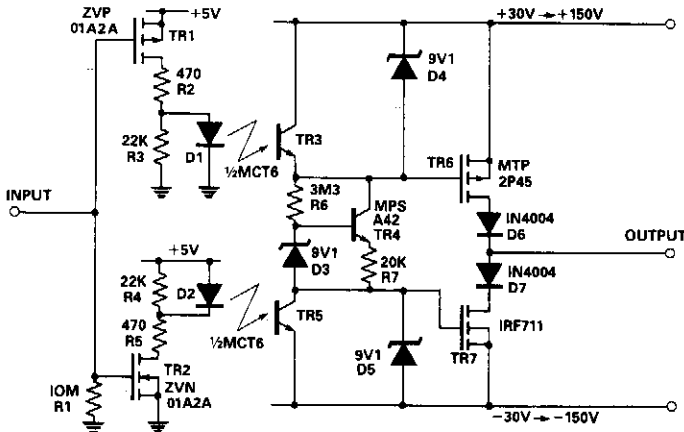 ZVP
01A2A
+5V
TR1
470
R2
22K
R3
D1
½MCT6
TR3
9V1
D4
+30V → +150V
TR6
MTP
2P45
3M3
R6
MPS
A42
TR4
IN4004
D6
INPUT
OUTPUT
+5V
22K
R4
D2
9V1
D3
20K
R7
IN4004
D7
470
R5
½MCT6
TR5
IRF711
TR7
TR2
ZVN
01A2A
9V1
D5
IOM
R1
−30V → −150V